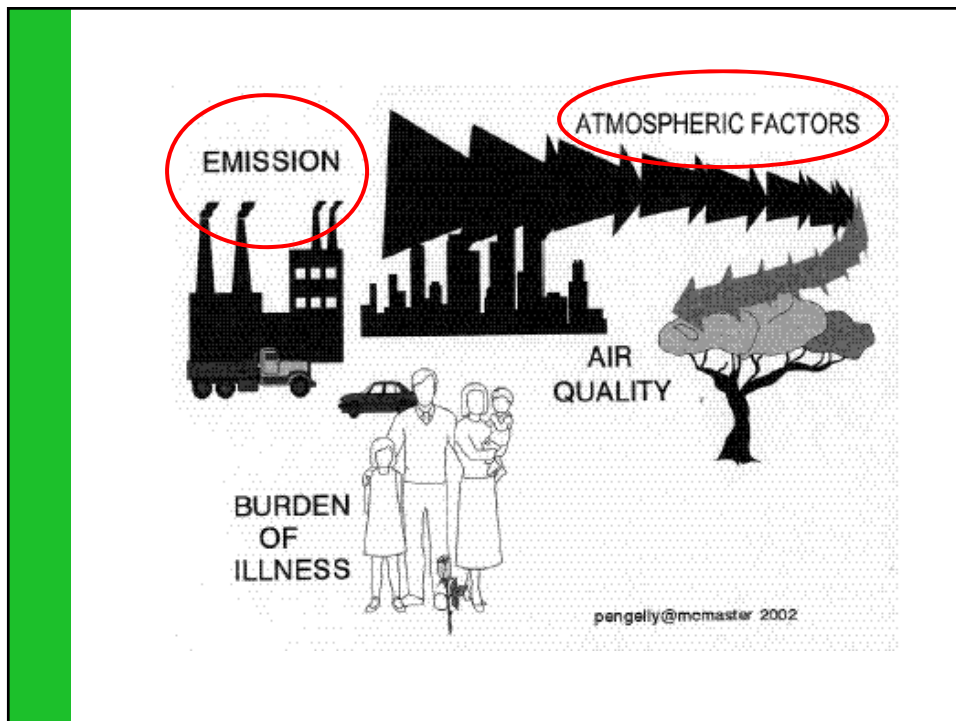 EMISSION
ATMOSPHERIC FACTORS
AIR
QUALITY
BURDEN
OF
ILLNESS
pengelly@mcmaster 2002